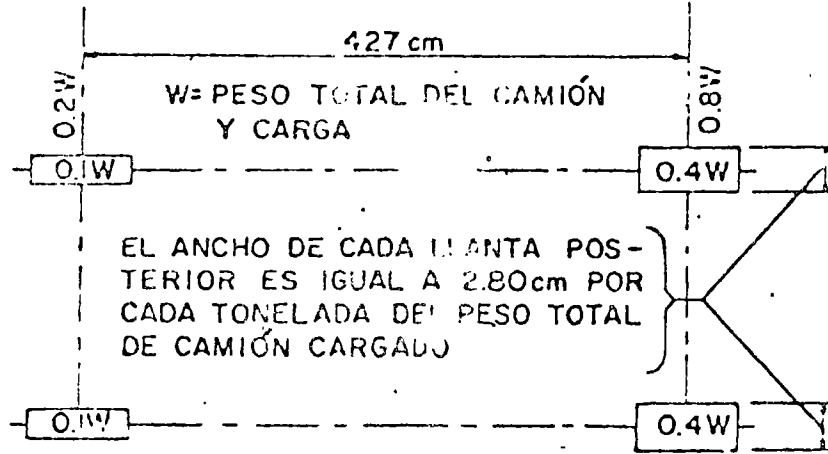 427 cm
0.2W
0.8W
W= PESO TOTAL DEL CAMIÓN
Y CARGA
0.1W
0.4W
EL ANCHO DE CADA LLANTA POS-
TERIOR ES IGUAL A 2.80cm POR
CADA TONELADA DEL PESO TOTAL
DE CAMIÓN CARGADO
0.1W
0.4W